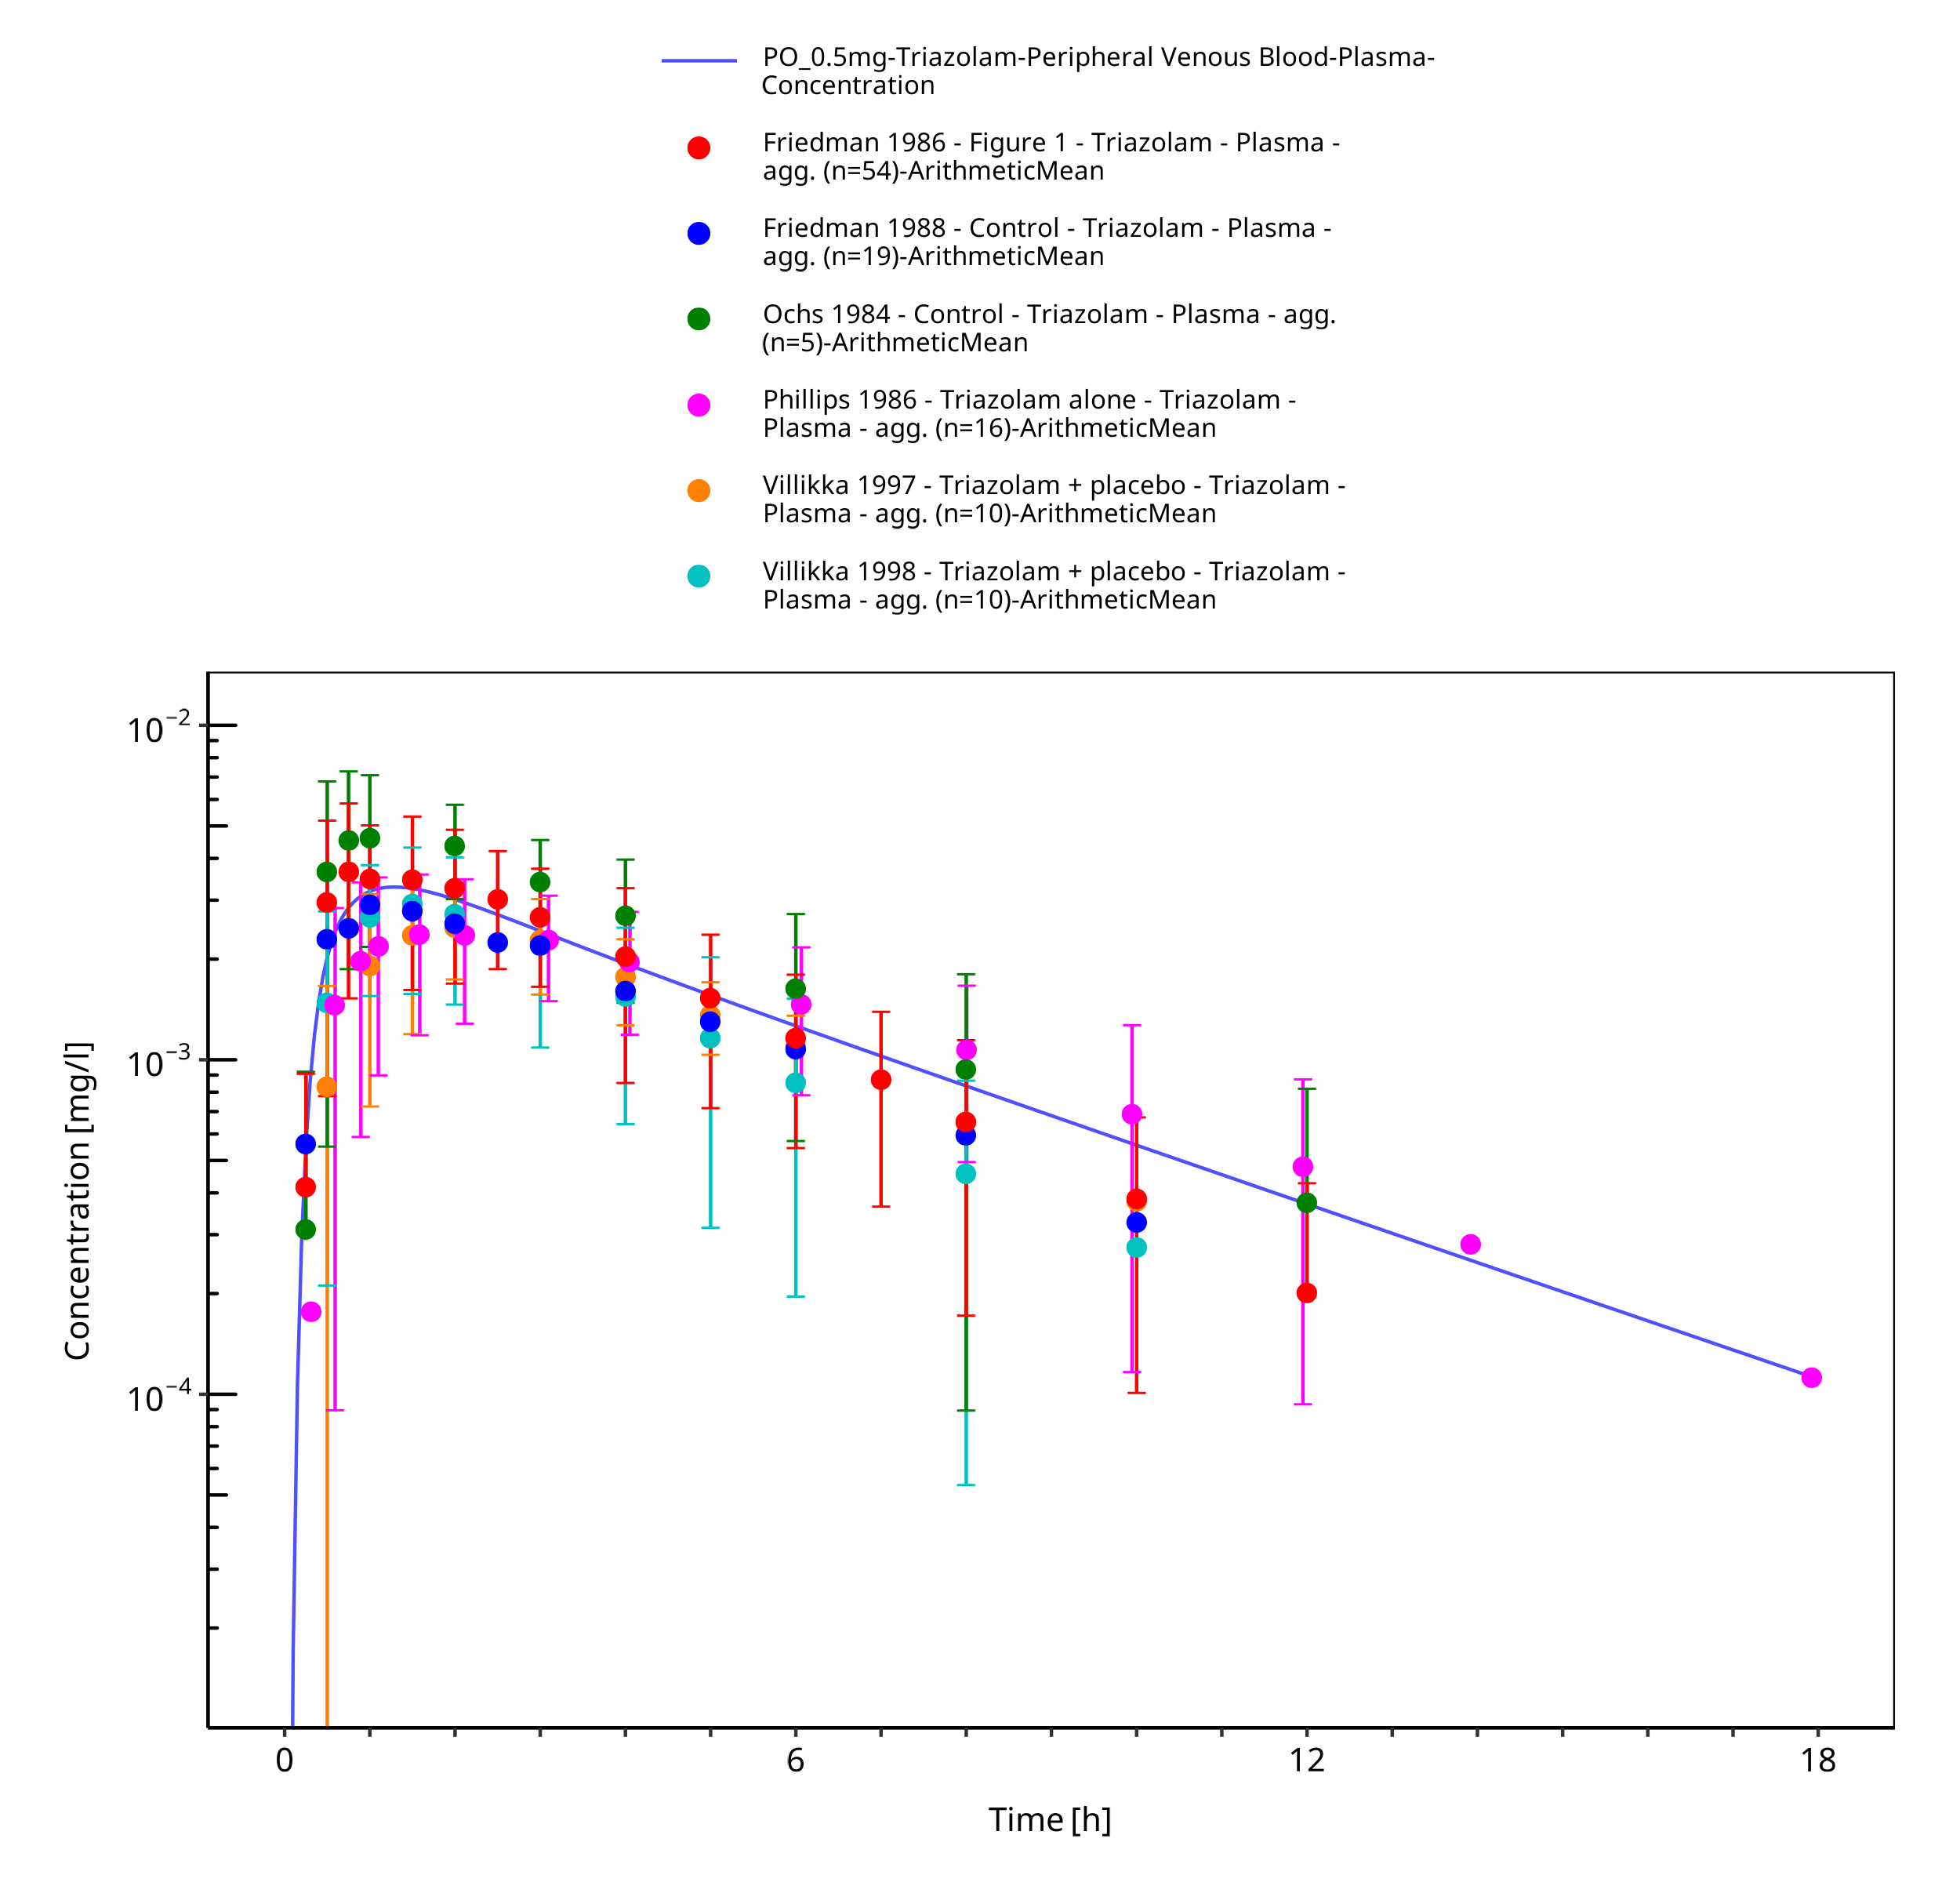 PO_0.5mg-Triazolam-Peripheral Venous Blood-Plasma-
Concentration
Friedman 1986 - Figure 1 - Triazolam - Plasma -
agg. (n=54)-ArithmeticMean
Friedman 1988 - Control - Triazolam - Plasma -
agg. (n=19)-ArithmeticMean
Ochs 1984 - Control - Triazolam - Plasma - agg.
(n=5)-ArithmeticMean
Phillips 1986 - Triazolam alone - Triazolam -
Plasma - agg. (n=16)-ArithmeticMean
Villikka 1997 - Triazolam + placebo - Triazolam -
Plasma - agg. (n=10)-ArithmeticMean
Villikka 1998 - Triazolam + placebo - Triazolam -
Plasma - agg. (n=10)-ArithmeticMean
10⁻²
10⁻³
10⁻⁴
Concentration [mg/l]
0 6 12 18
Time [h]